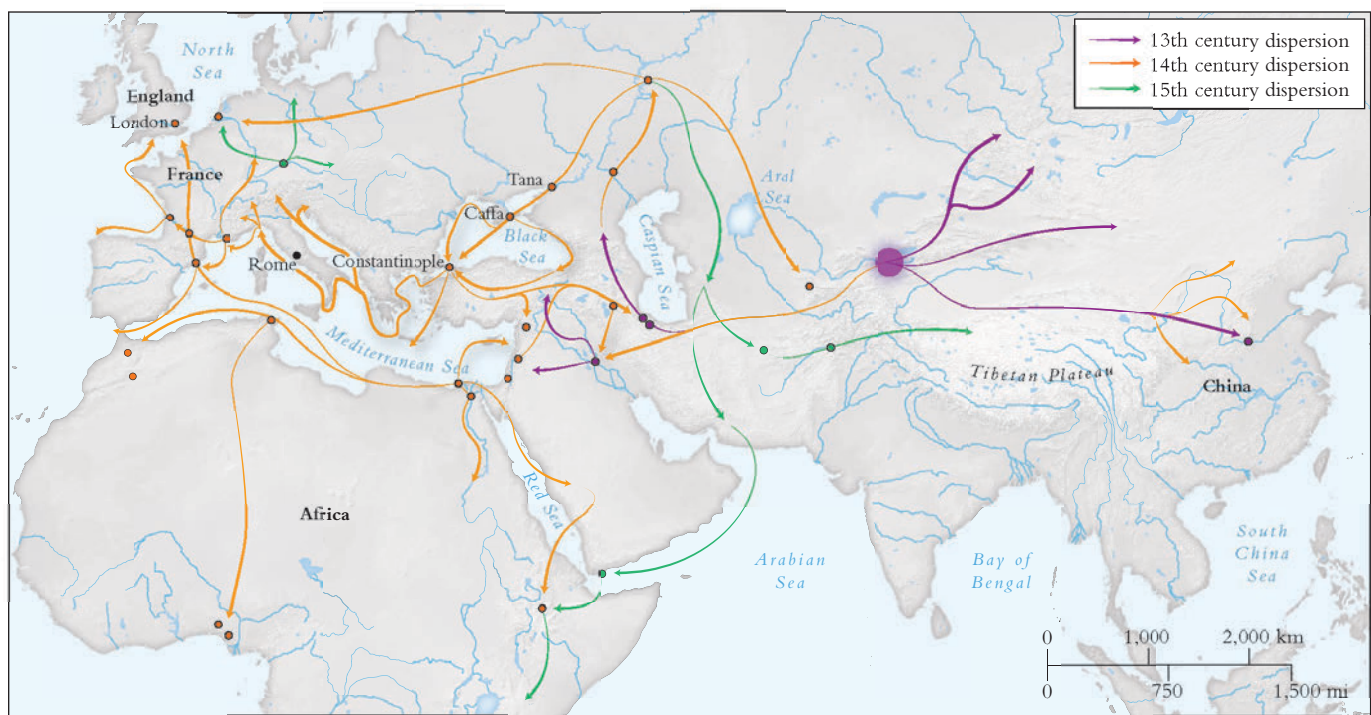 North
Sea
England
London
France
Tana
Caffa
Black
Sea
Constantinople
Rome
Mediterranean Sea
Caspian Sea
Aral
Sea
13th century dispersion
14th century dispersion
15th century dispersion
Tibetan Plateau
China
Red Sea
Africa
Arabian
Sea
Bay of
Bengal
South
China
Sea
0 1,000 2,000 km
0 750 1,500 mi